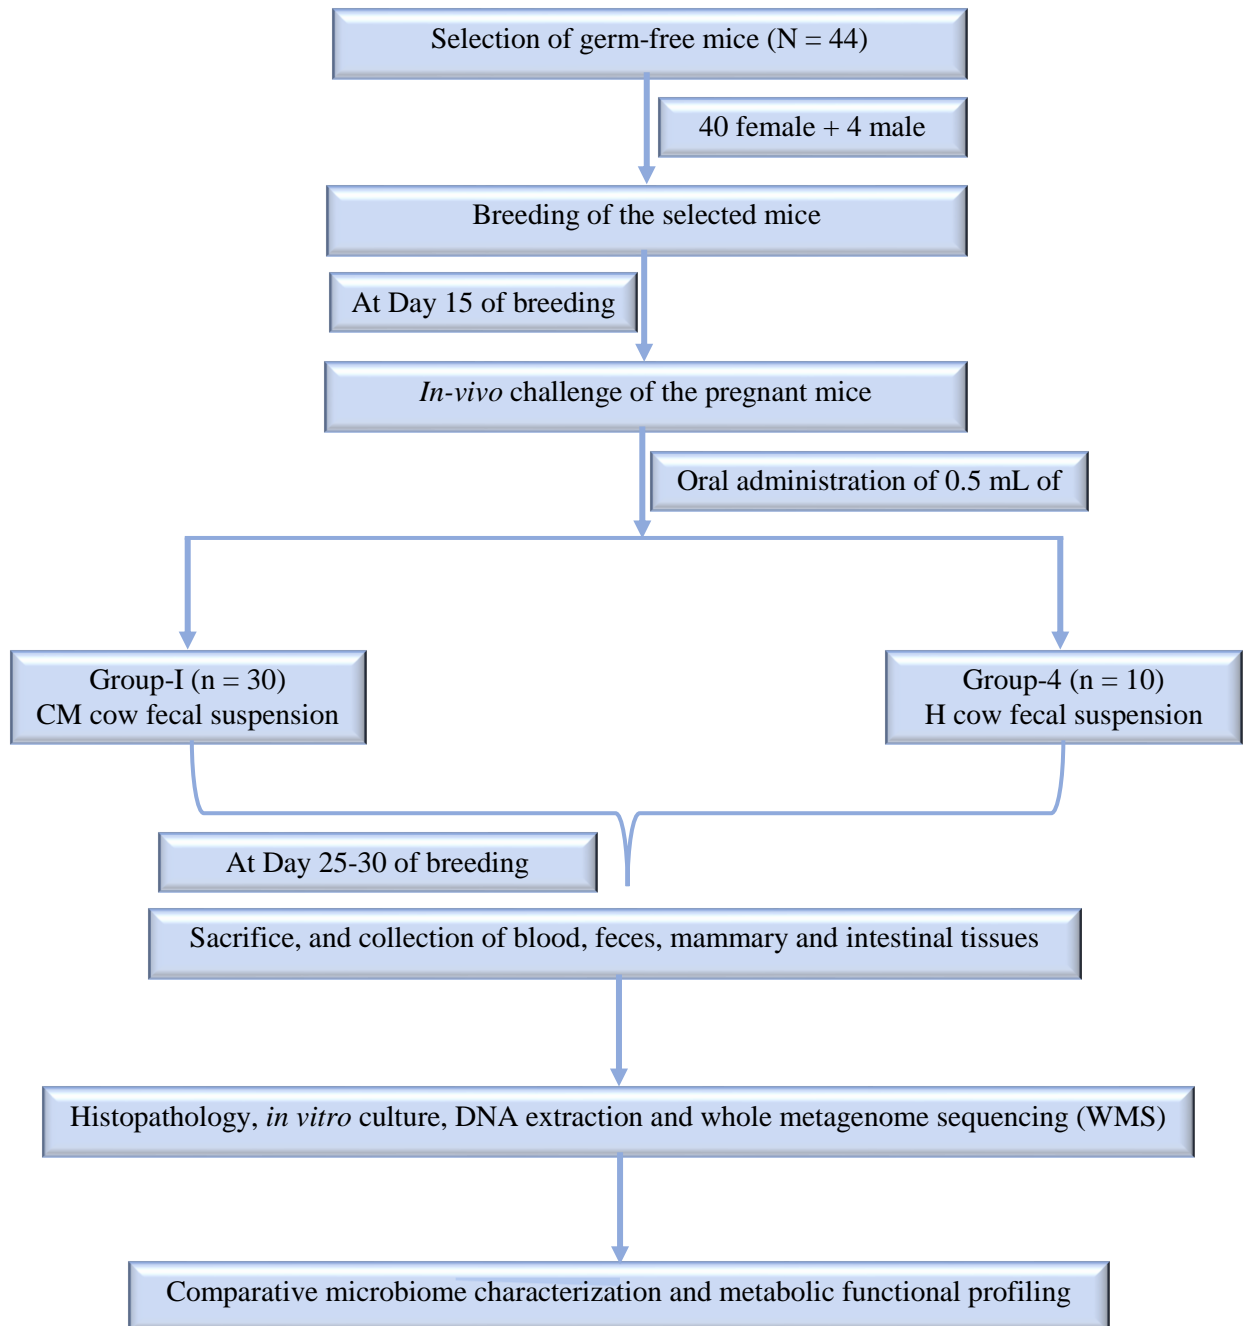 Selection of germ-free mice (N = 44)
40 female + 4 male
Breeding of the selected mice
At Day 15 of breeding
In-vivo challenge of the pregnant mice
Oral administration of 0.5 mL of
Group-I (n = 30)
CM cow fecal suspension
Group-4 (n = 10)
H cow fecal suspension
At Day 25-30 of breeding
Sacrifice, and collection of blood, feces, mammary and intestinal tissues
Histopathology, in vitro culture, DNA extraction and whole metagenome sequencing (WMS)
Comparative microbiome characterization and metabolic functional profiling